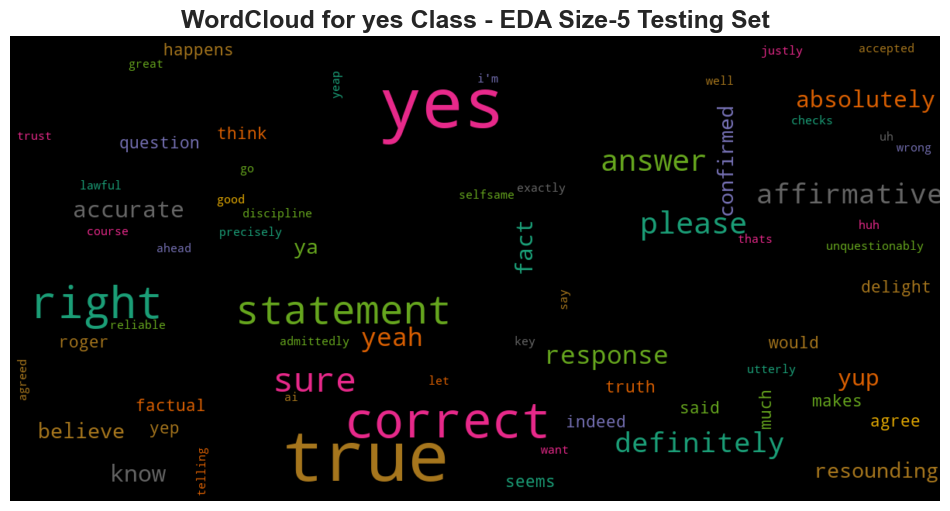 WordCloud for yes Class - EDA Size-5 Testing Set
happens
great
justly
accepted
yeap
i'm
yes
well
absolutely
checks
trust
question
think
confirmed
uh
wrong
answer
go
lawful
selfsame
exactly
affirmative
good
accurate
discipline
please
huh
course
precisely
thats
ahead
ya
fact
unquestionably
delight
right
say
statement
reliable
roger
admittedly
yeah
key
response
would
utterly
agreed
sure
let
truth
yup
ai
much
makes
factual
said
believe
yep
correct
indeed
agree
true
want
definitely
know
telling
seems
resounding